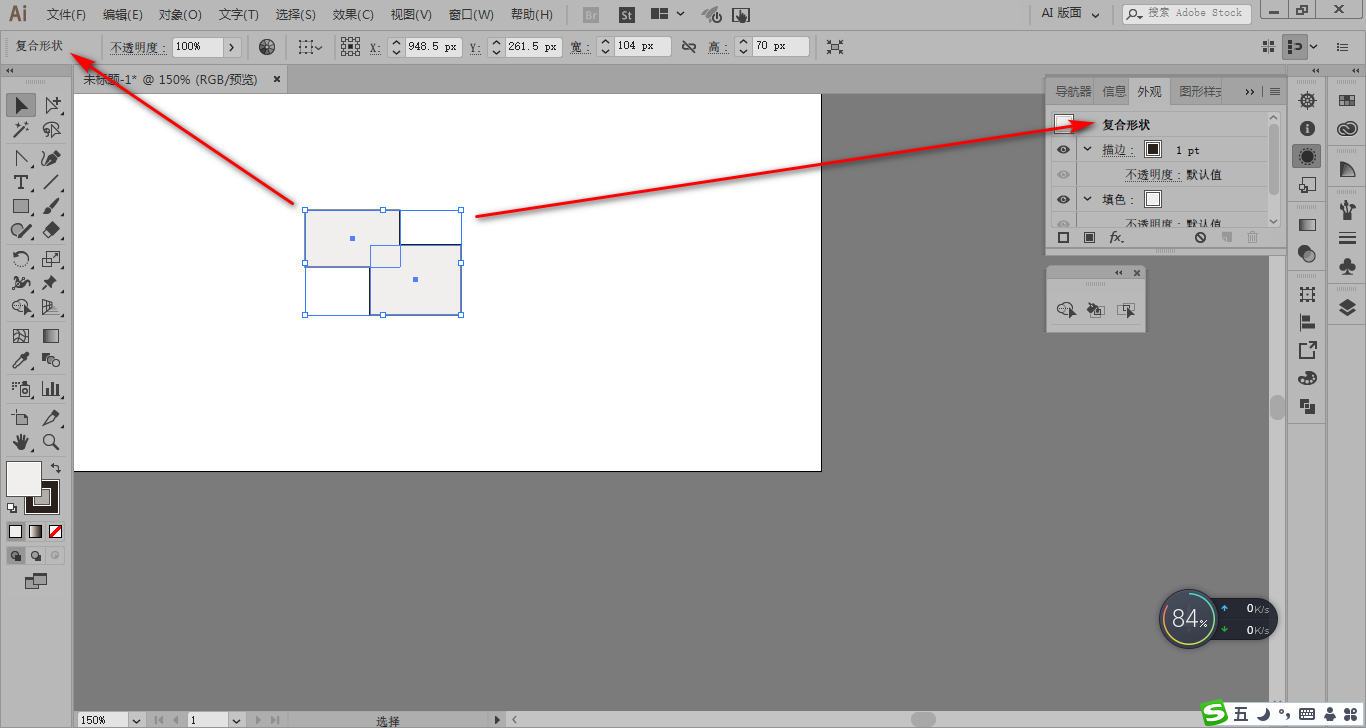 Ai 文件(F) 编辑(E) 对象(O) 文字(T) 选择(S) 效果(C) 视图(V) 窗口(W) 帮助(H) Br St AI 版面 搜索 Adobe Stock
复合形状 不透明度: 100% X: 948.5 px Y: 261.5 px 宽: 104 px 高: 70 px
未标题-1* @ 150% (RGB/预览)
导航器 信息 外观 图形样式
复合形状
描边: 1 pt
不透明度: 默认值
填色:
不透明度: 默认值
fx.
84%
0K/s
0K/s
150% 1 选择
S 五